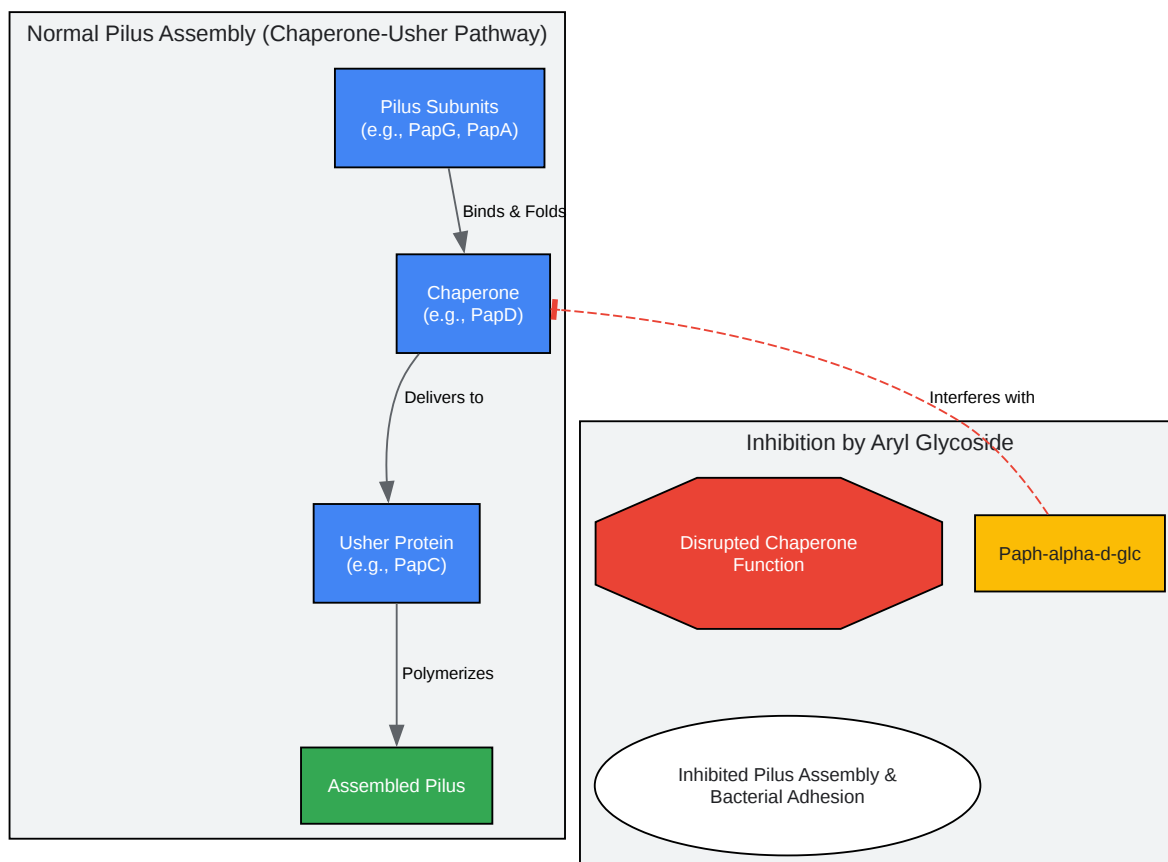 Normal Pilus Assembly (Chaperone-Usher Pathway)
Pilus Subunits
(e.g., PapG, PapA)
Binds & Folds
Chaperone
(e.g., PapD)
Delivers to
Usher Protein
(e.g., PapC)
Polymerizes
Assembled Pilus
Interferes with
Inhibition by Aryl Glycoside
Disrupted Chaperone
Function
Paph-alpha-d-glc
Inhibited Pilus Assembly &
Bacterial Adhesion